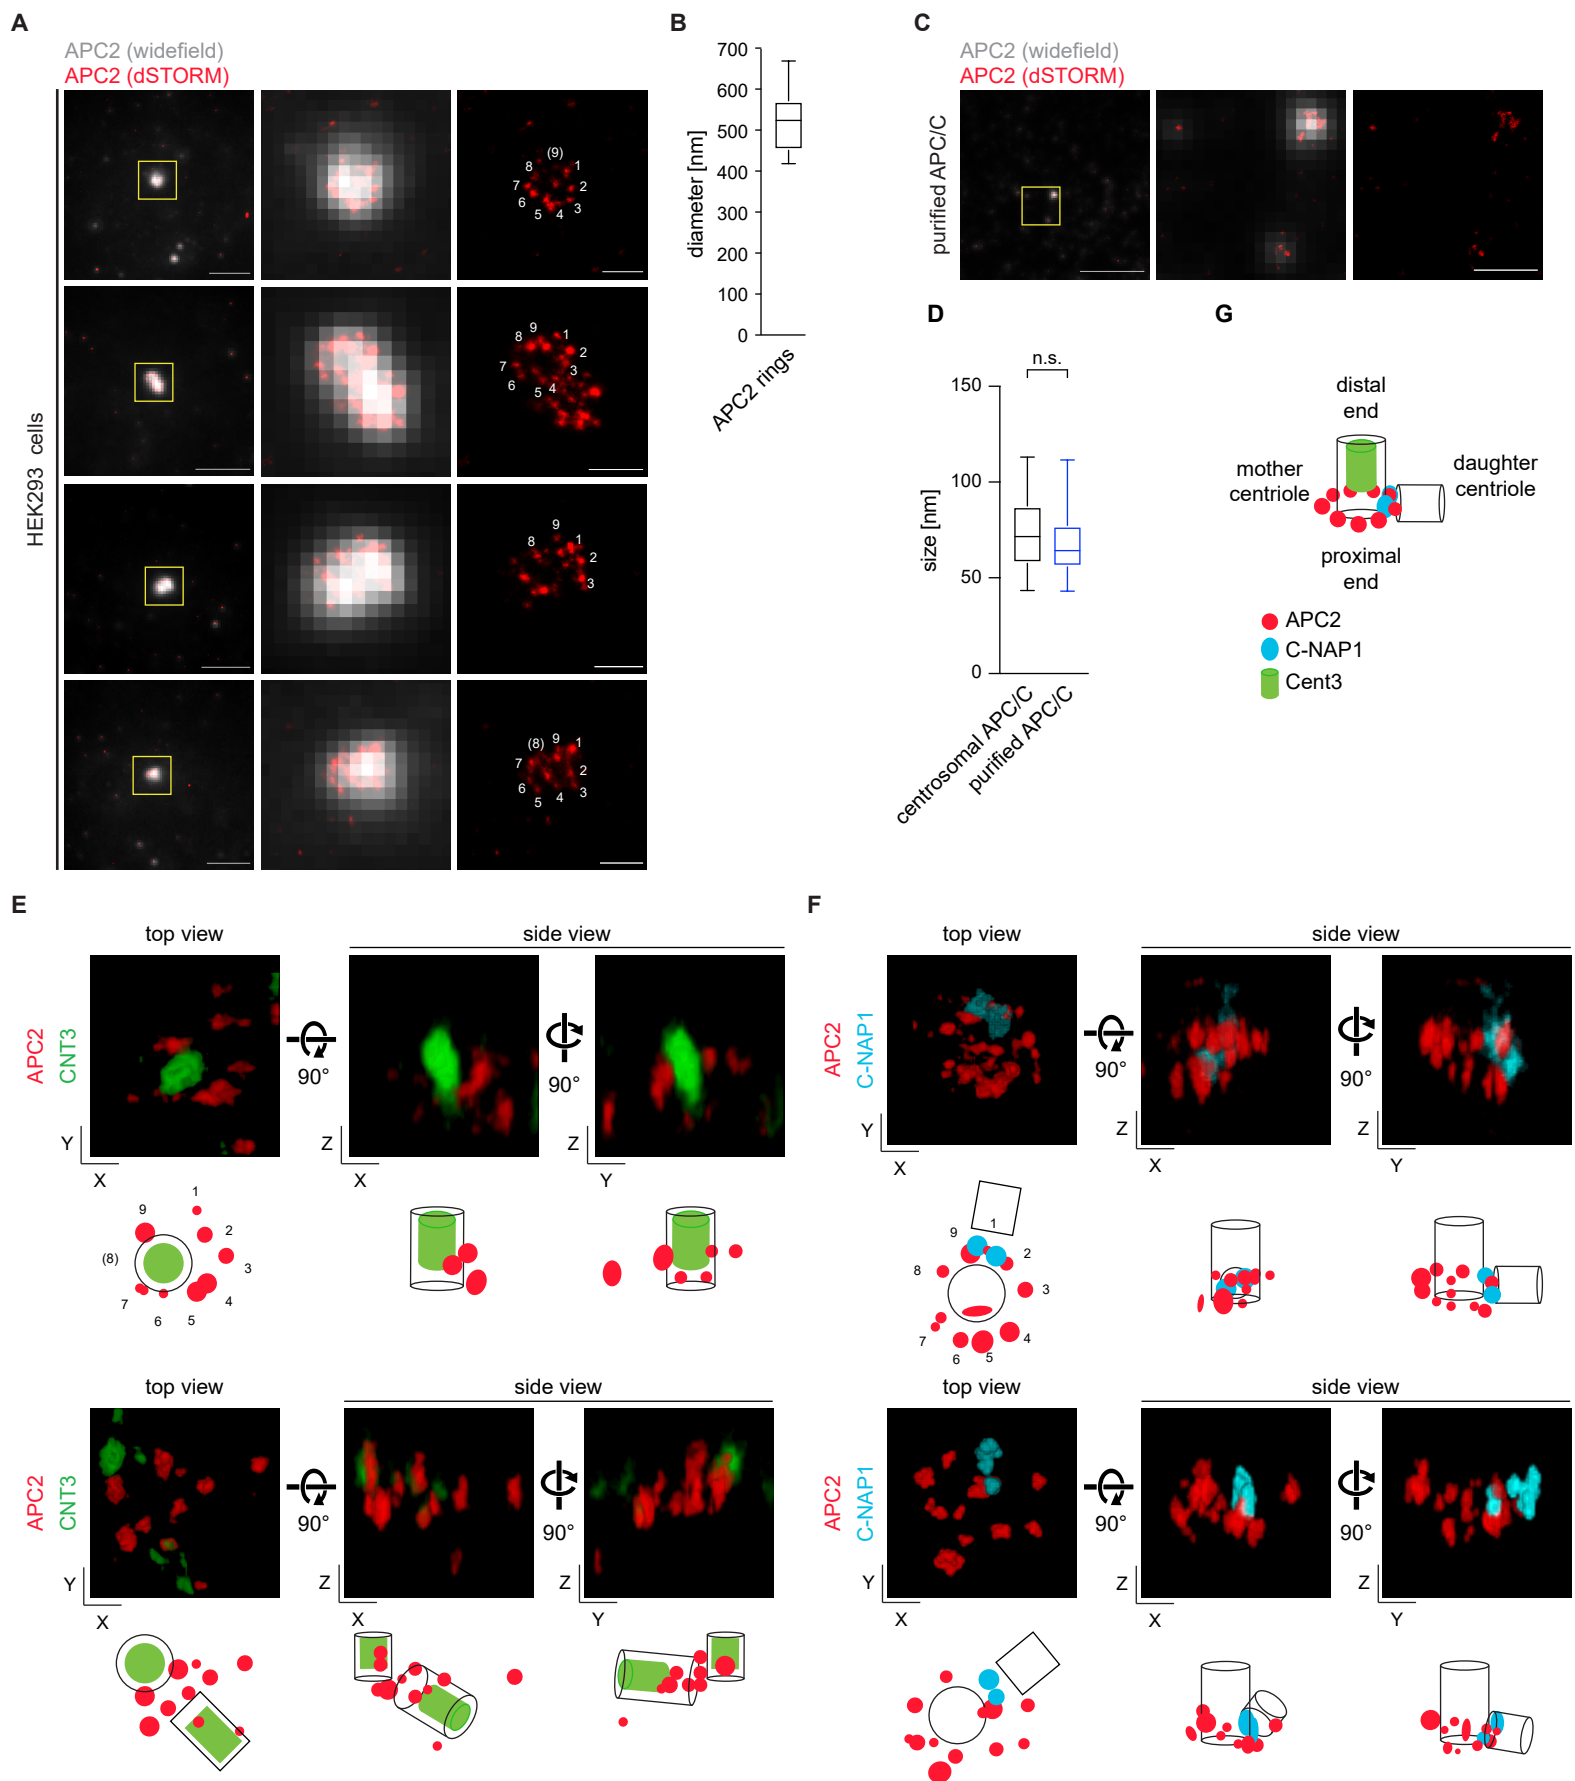 A
APC2 (widefield)
APC2 (dSTORM)
HEK293 cells
(9)
8
1
7
2
6
3
5
4
9
8
1
2
7
3
6
5
4
9
8
1
2
3
(8)
9
1
7
2
6
3
5
4
B
700
600
500
400
300
200
100
0
diameter [nm]
APC2 rings
C
APC2 (widefield)
APC2 (dSTORM)
purified APC/C
D
n.s.
150
100
50
0
size [nm]
centrosomal APC/C
purified APC/C
G
distal
end
mother
centriole
daughter
centriole
proximal
end
APC2
C-NAP1
Cent3
E
top view
side view
APC2
CNT3
90°
90°
Y
X
Z
X
Z
Y
1
9
2
(8)
3
7
4
6
5
top view
side view
APC2
CNT3
90°
90°
Y
X
Z
X
Z
Y
F
top view
side view
APC2
C-NAP1
90°
90°
Y
X
Z
X
Z
Y
1
9
2
8
3
7
4
6
5
top view
side view
APC2
C-NAP1
90°
90°
Y
X
Z
X
Z
Y